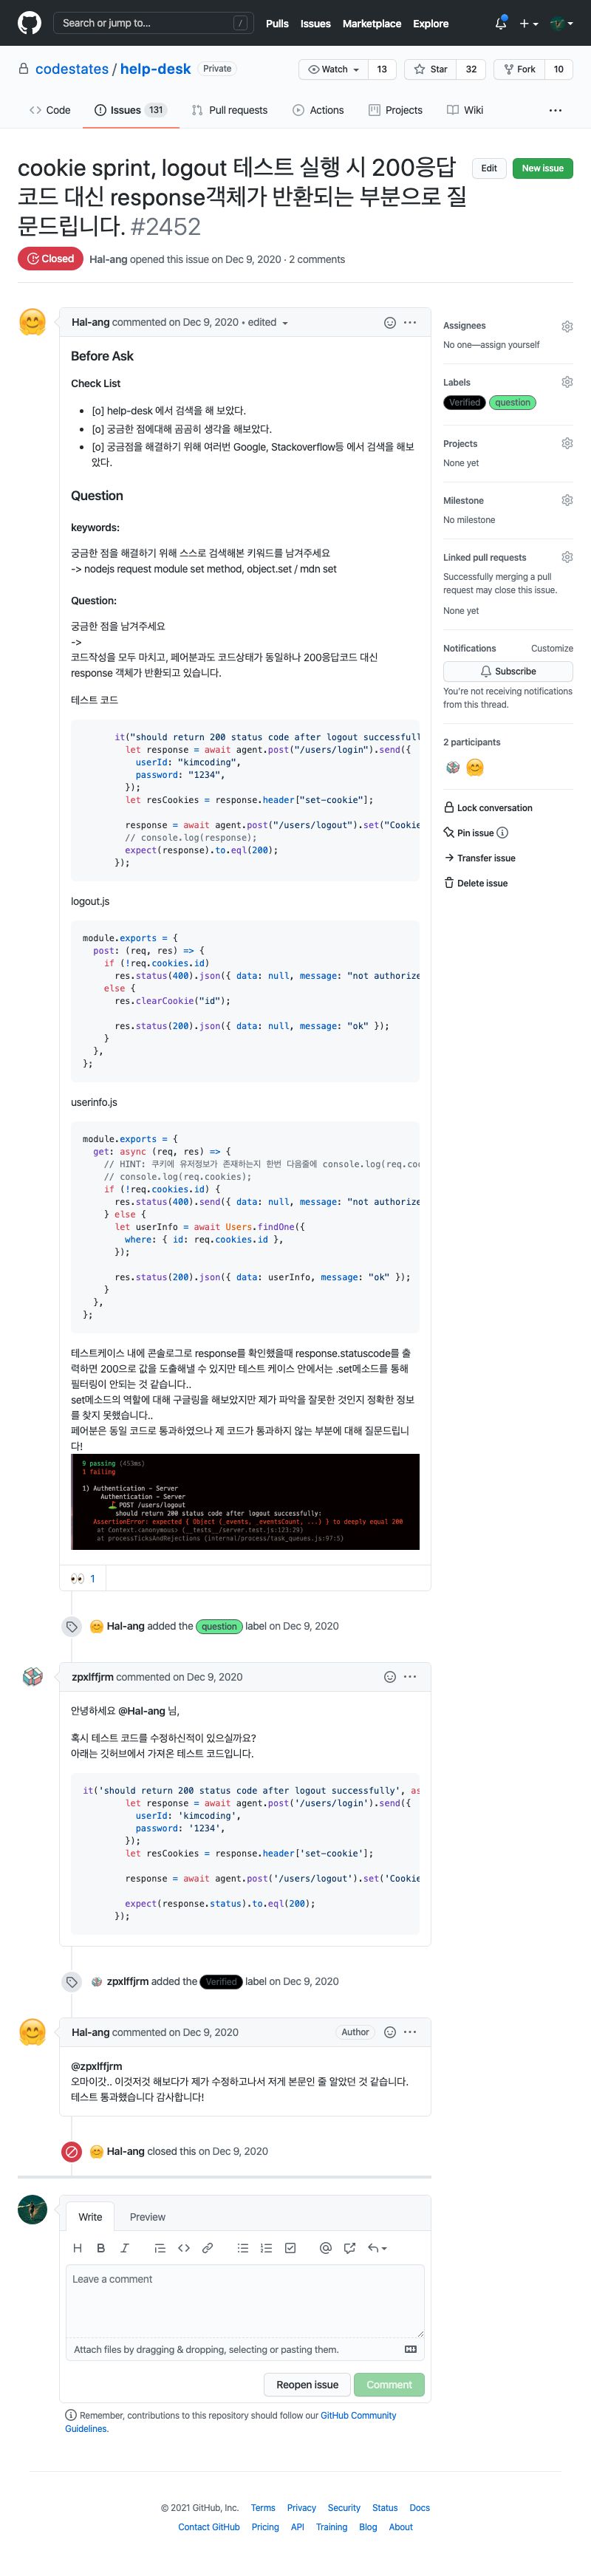 Search or jump to...
/
Pulls Issues Marketplace Explore
codestates / help-desk Private
Watch 13 Star 32 Fork 10
Code Issues 131 Pull requests Actions Projects Wiki ...
cookie sprint, logout 테스트 실행 시 200응답
코드 대신 response객체가 반환되는 부분으로 질
문드립니다. #2452
Edit New issue
Closed Hal-ang opened this issue on Dec 9, 2020 · 2 comments
Hal-ang commented on Dec 9, 2020 • edited
Before Ask
Check List
• [o] help-desk 에서 검색을 해 보았다.
• [o] 궁금한 점에대해 곰곰히 생각을 해보았다.
• [o] 궁금점을 해결하기 위해 여러번 Google, Stackoverflow등 에서 검색을 해보
았다.
Question
keywords:
궁금한 점을 해결하기 위해 스스로 검색해본 키워드를 남겨주세요
-> nodejs request module set method, object.set / mdn set
Question:
궁금한 점을 남겨주세요
->
코드작성을 모두 마치고, 페어분과도 코드상태가 동일하나 200응답코드 대신
response 객체가 반환되고 있습니다.
테스트 코드
it("should return 200 status code after logout successfull
let response = await agent.post("/users/login").send({
userId: "kimcoding",
password: "1234",
});
let resCookies = response.header["set-cookie"];
response = await agent.post("/users/logout").set("Cookie
// console.log(response);
expect(response).to.eql(200);
});
logout.js
module.exports = {
post: (req, res) => {
if (!req.cookies.id)
res.status(400).json({ data: null, message: "not authorize
else {
res.clearCookie("id");
res.status(200).json({ data: null, message: "ok" });
}
},
};
userinfo.js
module.exports = {
get: async (req, res) => {
// HINT: 쿠키에 유저정보가 존재하는지 한번 다음줄에 console.log(req.coo
// console.log(req.cookies);
if (!req.cookies.id) {
res.status(400).send({ data: null, message: "not authorize
} else {
let userInfo = await Users.findOne({
where: { id: req.cookies.id },
});
res.status(200).json({ data: userInfo, message: "ok" });
}
},
};
테스트케이스 내에 콘솔로그로 response를 확인했을때 response.statuscode를 출
력하면 200으로 값을 도출해낼 수 있지만 테스트 케이스 안에서는 .set메소드를 통해
필터링이 안되는 것 같습니다..
set메소드의 역할에 대해 구글링을 해보았지만 제가 파악을 잘못한 것인지 정확한 정보
를 찾지 못했습니다..
페어분은 동일 코드로 통과하였으나 제 코드가 통과하지 않는 부분에 대해 질문드립니
다!
9 passing (453ms)
1 failing
1) Authentication - Server
Authentication - Server
POST /users/logout
should return 200 status code after logout successfully:
AssertionError: expected { Object (_events, _eventsCount, ...) } to deeply equal 200
at Context.<anonymous> (__tests__/server.test.js:123:29)
at processTicksAndRejections (internal/process/task_queues.js:97:5)
1
Hal-ang added the question label on Dec 9, 2020
zpxlffjrm commented on Dec 9, 2020
안녕하세요 @Hal-ang 님,
혹시 테스트 코드를 수정하신적이 있으실까요?
아래는 깃허브에서 가져온 테스트 코드입니다.
it('should return 200 status code after logout successfully', as
let response = await agent.post('/users/login').send({
userId: 'kimcoding',
password: '1234',
});
let resCookies = response.header['set-cookie'];
response = await agent.post('/users/logout').set('Cookie
expect(response.status).to.eql(200);
});
zpxlffjrm added the Verified label on Dec 9, 2020
Hal-ang commented on Dec 9, 2020 Author
@zpxlffjrm
오마이갓.. 이것저것 해보다가 제가 수정하고나서 저게 본문인 줄 알았던 것 같습니다.
테스트 통과했습니다 감사합니다!
Hal-ang closed this on Dec 9, 2020
Write Preview
Leave a comment
Attach files by dragging & dropping, selecting or pasting them.
Reopen issue Comment
Remember, contributions to this repository should follow our GitHub Community
Guidelines.
Assignees
No one—assign yourself
Labels
Verified question
Projects
None yet
Milestone
No milestone
Linked pull requests
Successfully merging a pull
request may close this issue.
None yet
Notifications Customize
Subscribe
You're not receiving notifications
from this thread.
2 participants
Lock conversation
Pin issue
Transfer issue
Delete issue
© 2021 GitHub, Inc. Terms Privacy Security Status Docs
Contact GitHub Pricing API Training Blog About